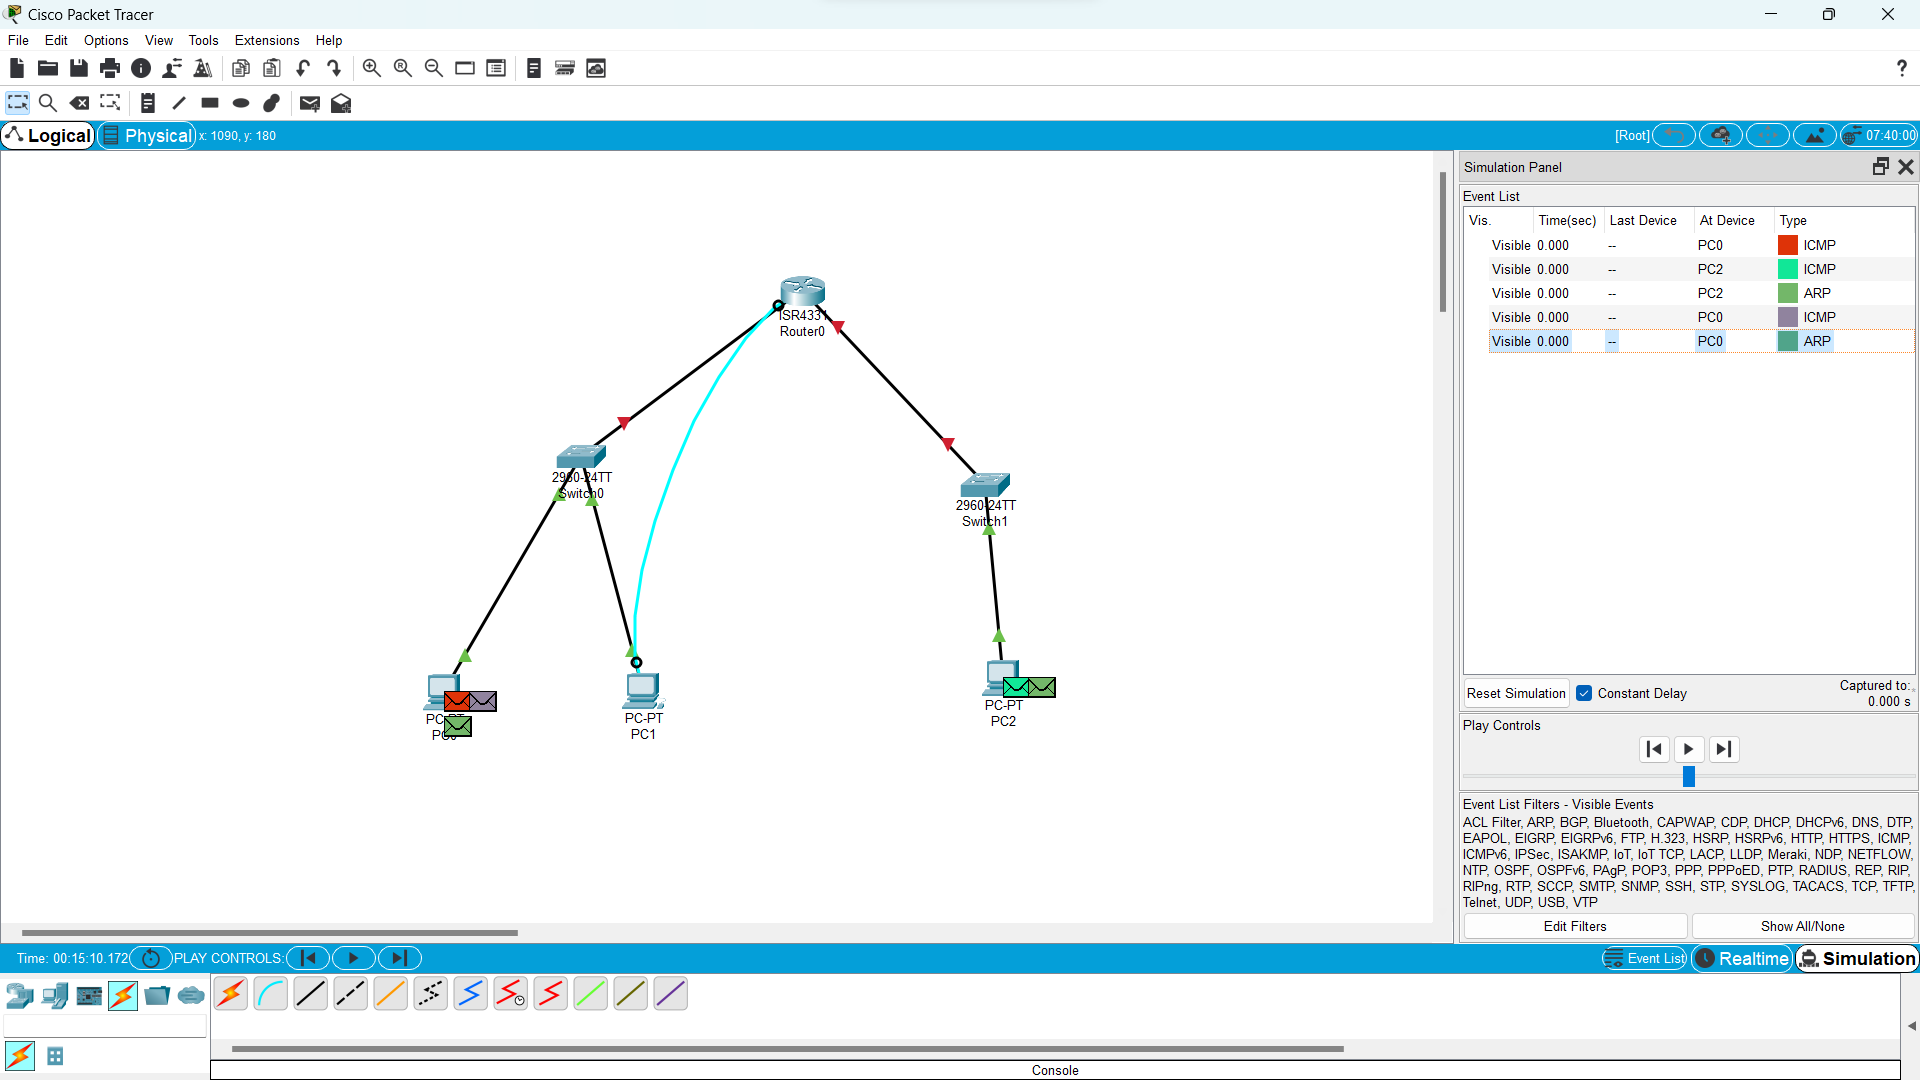 Cisco Packet Tracer
File Edit Options View Tools Extensions Help
?
Logical Physical x: 1090, y: 180 [Root] 07:40:00
Simulation Panel
Event List
Vis. Time(sec) Last Device At Device Type
Visible 0.000 -- PC0 ICMP
Visible 0.000 -- PC2 ICMP
Visible 0.000 -- PC2 ARP
Visible 0.000 -- PC0 ICMP
Visible 0.000 -- PC0 ARP
ISR4331
Router0
2960-24TT
Switch0
2960-24TT
Switch1
PC-PT
PC0
PC-PT
PC1
PC-PT
PC2
Reset Simulation Constant Delay Captured to:
0.000 s
Play Controls
Event List Filters - Visible Events
ACL Filter, ARP, BGP, Bluetooth, CAPWAP, CDP, DHCP, DHCPv6, DNS, DTP,
EAPOL, EIGRP, EIGRPv6, FTP, H.323, HSRP, HSRPv6, HTTP, HTTPS, ICMP,
ICMPv6, IPSec, ISAKMP, IoT, IoT TCP, LACP, LLDP, Meraki, NDP, NETFLOW,
NTP, OSPF, OSPFv6, PAgP, POP3, PPP, PPPoED, PTP, RADIUS, REP, RIP,
RIPng, RTP, SCCP, SMTP, SNMP, SSH, STP, SYSLOG, TACACS, TCP, TFTP,
Telnet, UDP, USB, VTP
Edit Filters Show All/None
Time: 00:15:10.172 PLAY CONTROLS: Event List Realtime Simulation
Console